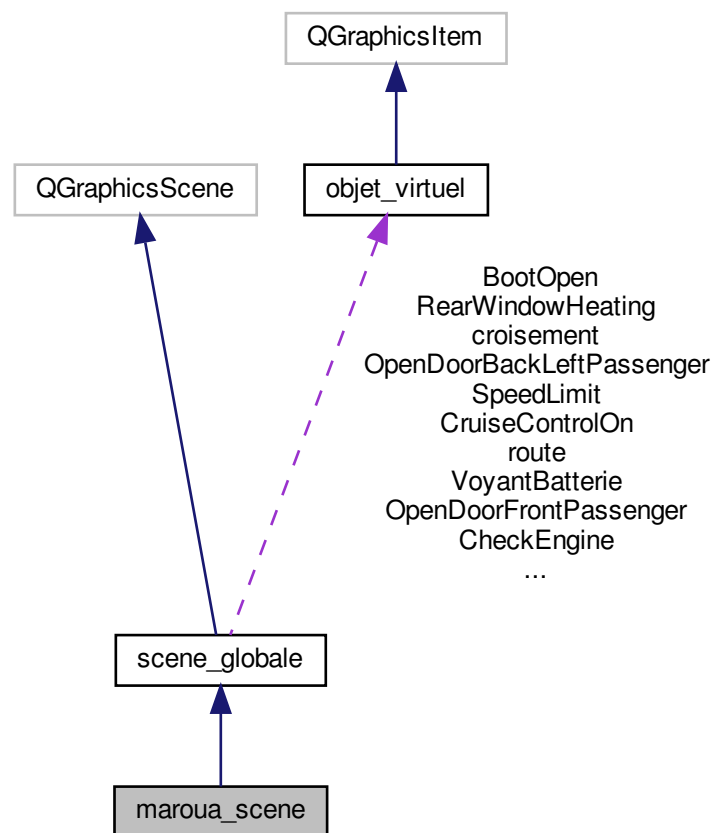 QGraphicsItem
QGraphicsScene
objet_virtuel
BootOpen
RearWindowHeating
croisement
OpenDoorBackLeftPassenger
SpeedLimit
CruiseControlOn
route
VoyantBatterie
OpenDoorFrontPassenger
CheckEngine
...
scene_globale
maroua_scene